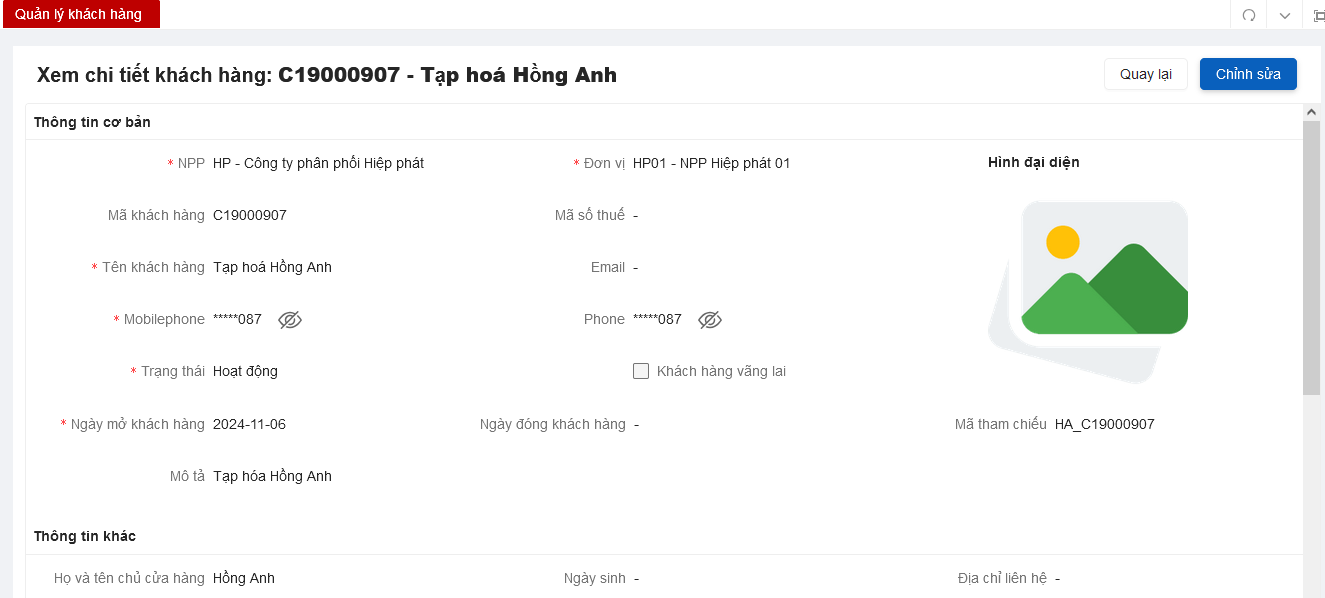 Quản lý khách hàng
Xem chi tiết khách hàng: C19000907 - Tạp hoá Hồng Anh
Quay lại
Chỉnh sửa
Thông tin cơ bản
* NPP HP - Công ty phân phối Hiệp phát
* Đơn vị HP01 - NPP Hiệp phát 01
Hình đại diện
Mã khách hàng C19000907
Mã số thuế -
* Tên khách hàng Tạp hoá Hồng Anh
Email -
* Mobilephone *****087
Phone *****087
* Trạng thái Hoạt động
Khách hàng vãng lai
* Ngày mở khách hàng 2024-11-06
Ngày đóng khách hàng -
Mã tham chiếu HA_C19000907
Mô tả Tạp hóa Hồng Anh
Thông tin khác
Họ và tên chủ cửa hàng Hồng Anh
Ngày sinh -
Địa chỉ liên hệ -